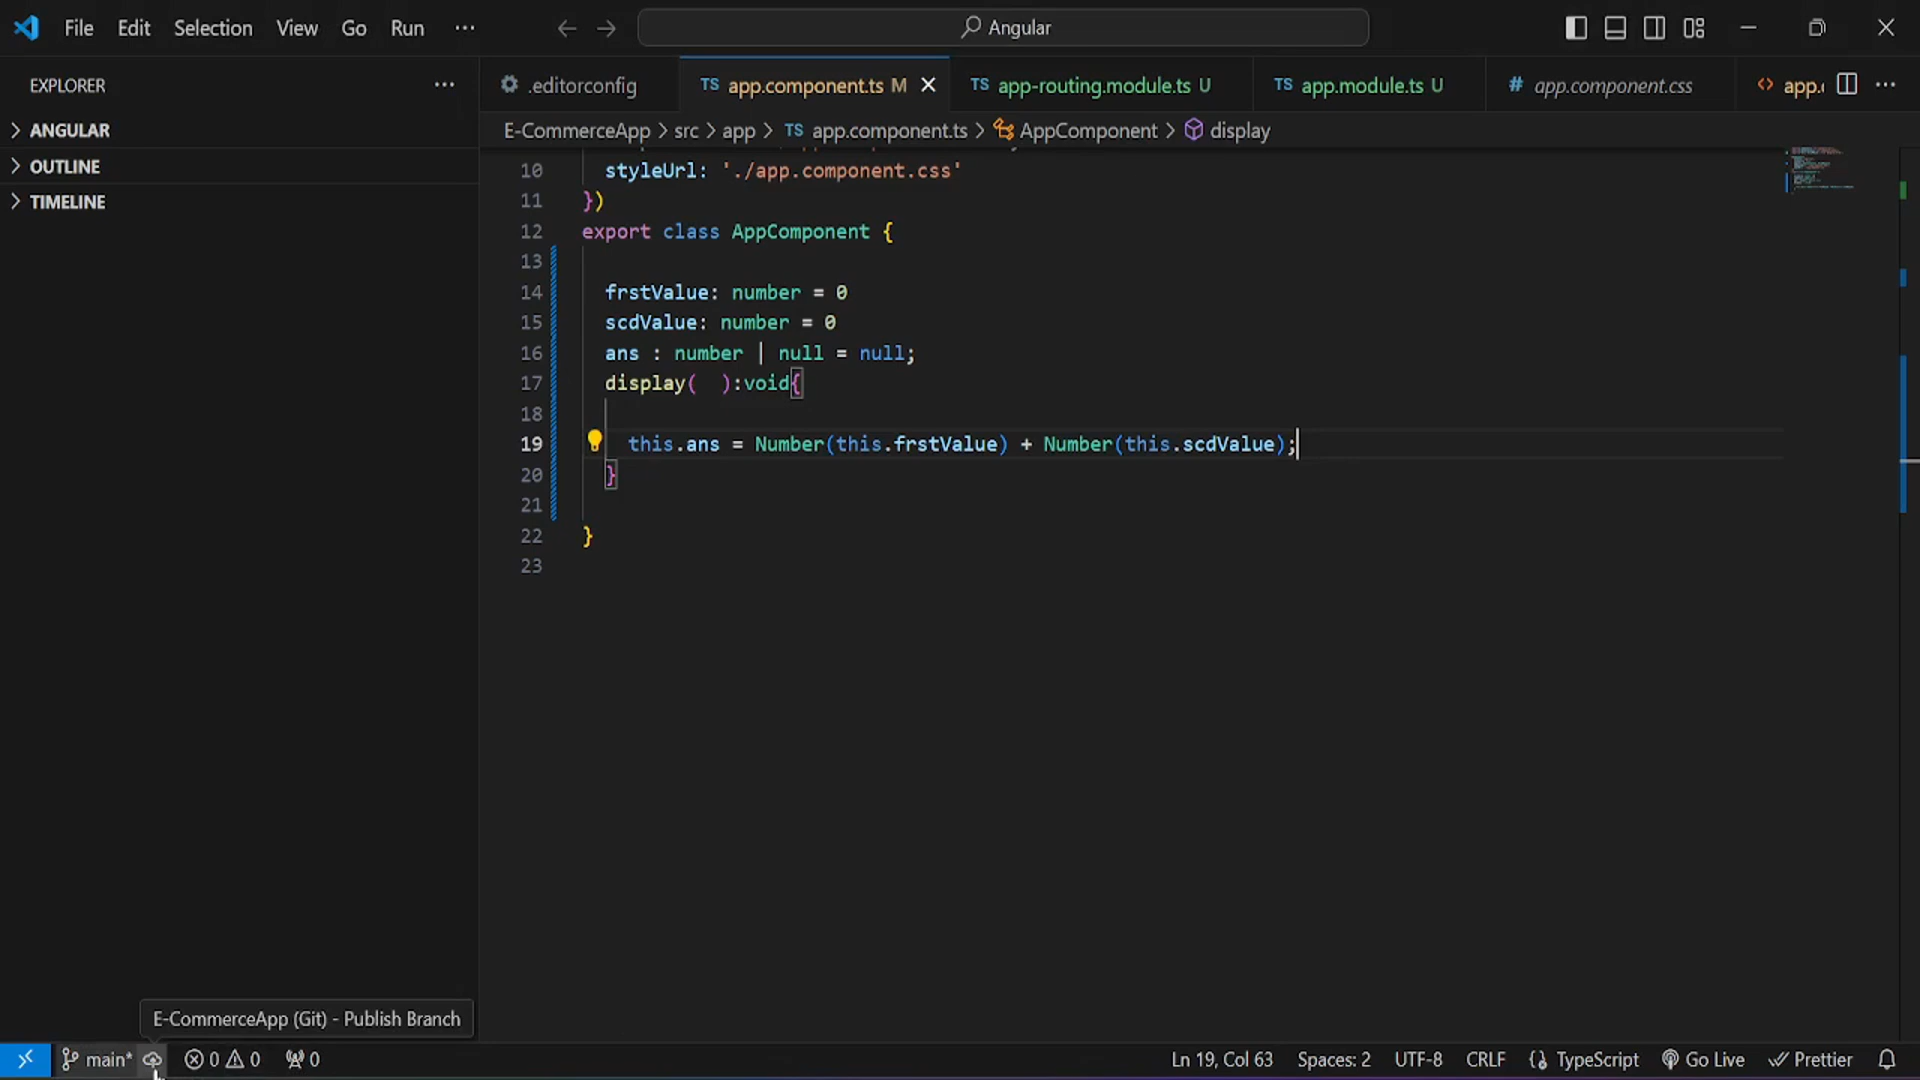 File Edit Selection View Go Run ··· Angular
EXPLORER ···
ANGULAR
OUTLINE
TIMELINE
.editorconfig TS app.component.ts M TS app-routing.module.ts U TS app.module.ts U # app.component.css <> app.c ···
E-CommerceApp > src > app > TS app.component.ts > AppComponent > display
10 styleUrl: './app.component.css'
11 })
12 export class AppComponent {
13
14 frstValue: number = 0
15 scdValue: number = 0
16 ans : number | null = null;
17 display(  ):void{
18
19 this.ans = Number(this.frstValue) + Number(this.scdValue);
20 }
21
22 }
23
E-CommerceApp (Git) - Publish Branch
main* 0 0 0 Ln 19, Col 63 Spaces: 2 UTF-8 CRLF {} TypeScript Go Live Prettier